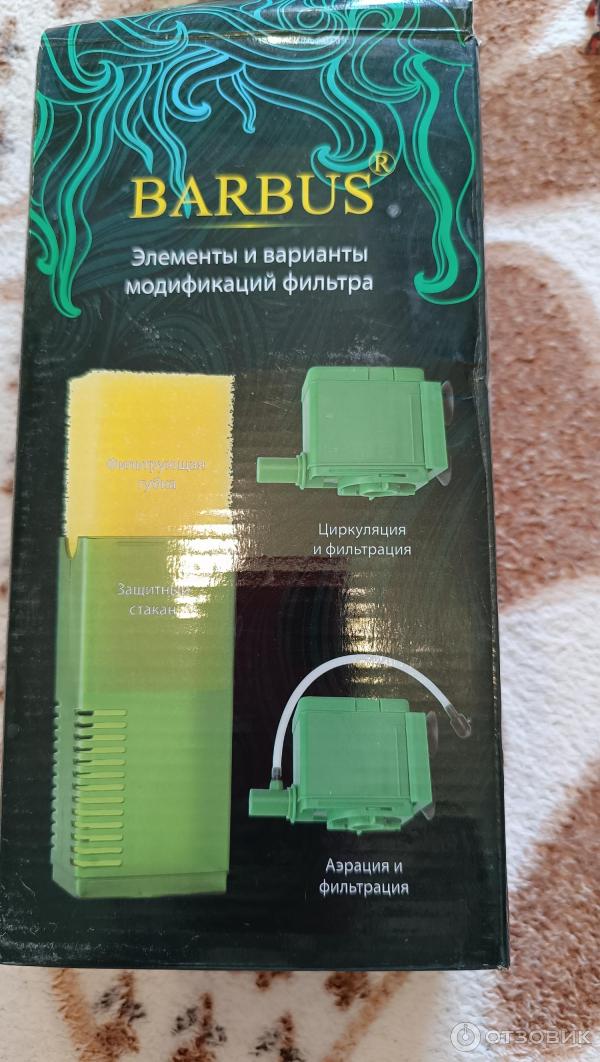 BARBUS®
Элементы и варианты
модификаций фильтра
Фильтрующая
губка
Циркуляция
и фильтрация
Защитный
стакан
Аэрация и
фильтрация
ОТЗОВИК